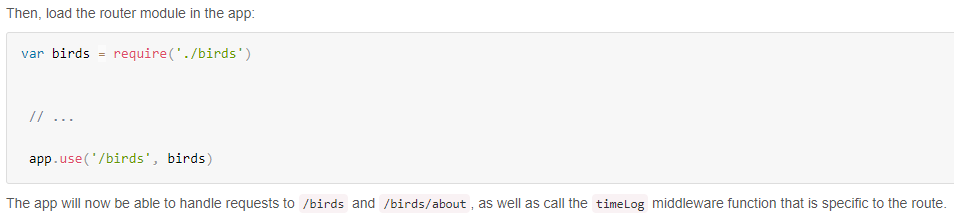 Then, load the router module in the app:
var birds = require('./birds')
// ...
app.use('/birds', birds)
The app will now be able to handle requests to /birds and /birds/about , as well as call the timeLog middleware function that is specific to the route.